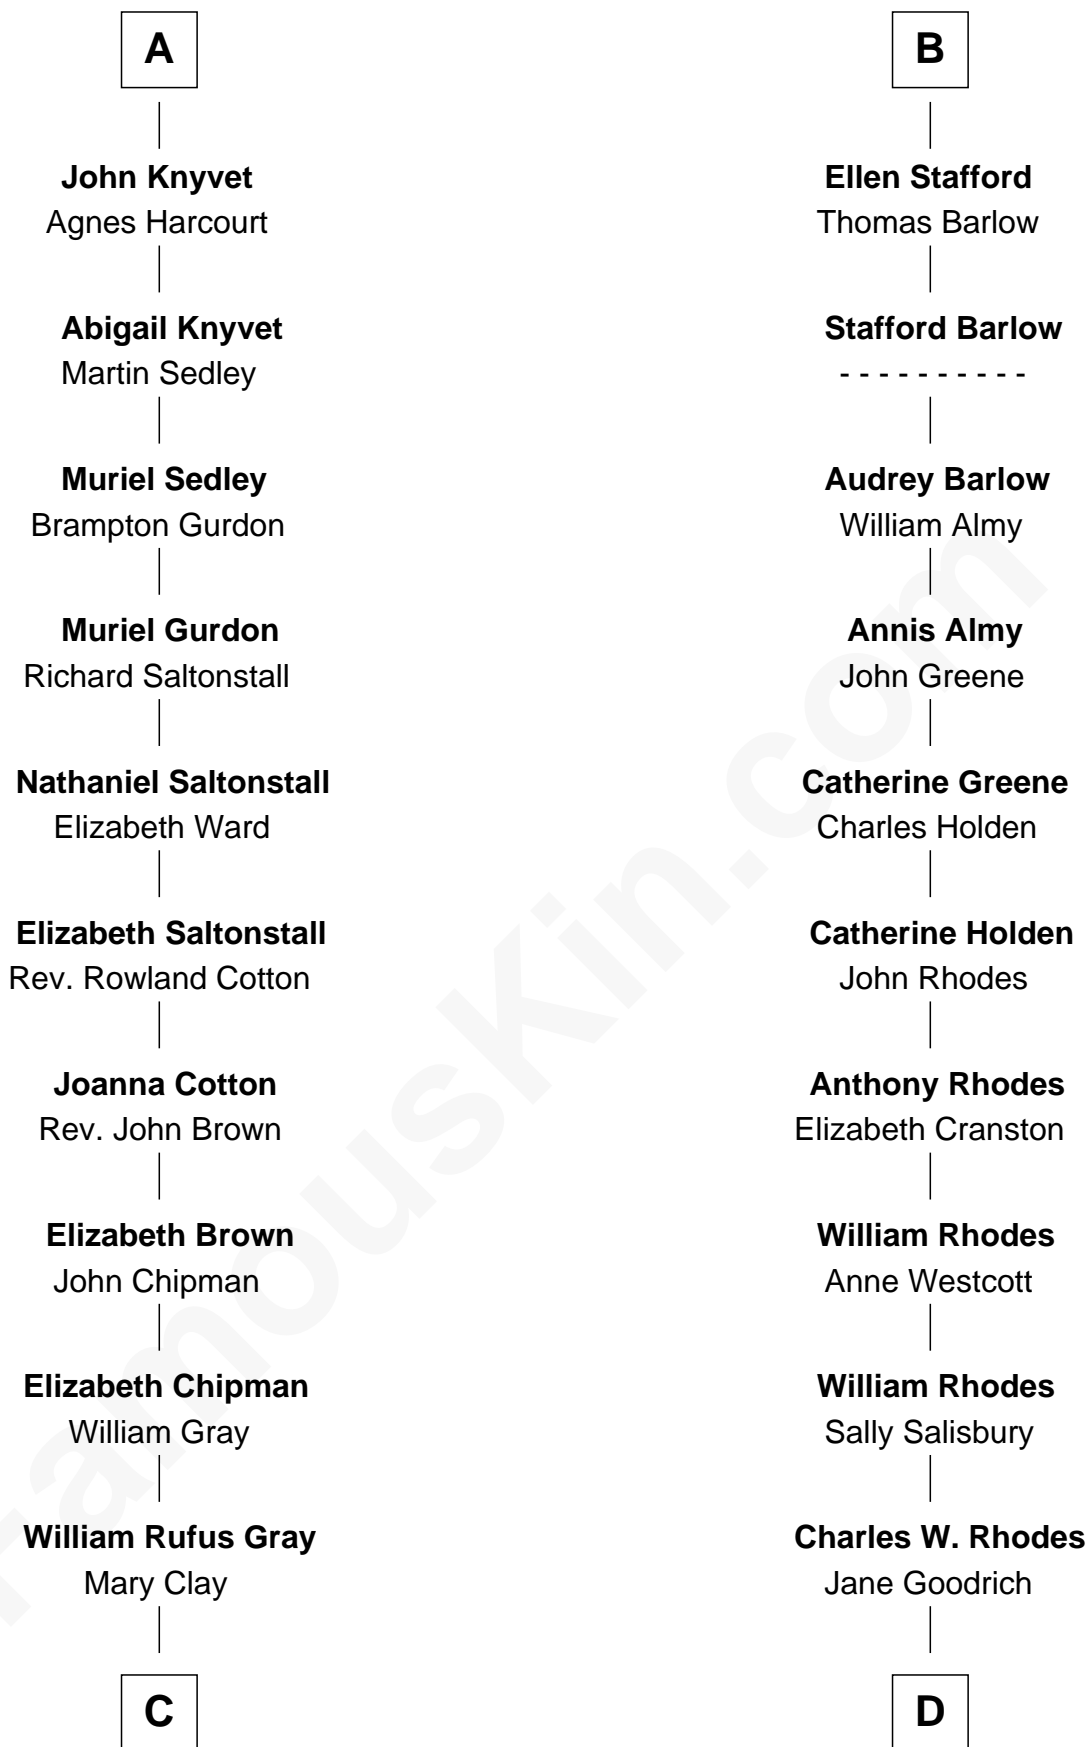 A
John Knyvet
Agnes Harcourt
Abigail Knyvet
Martin Sedley
Muriel Sedley
Brampton Gurdon
Muriel Gurdon
Richard Saltonstall
Nathaniel Saltonstall
Elizabeth Ward
Elizabeth Saltonstall
Rev. Rowland Cotton
Joanna Cotton
Rev. John Brown
Elizabeth Brown
John Chipman
Elizabeth Chipman
William Gray
William Rufus Gray
Mary Clay
C
B
Ellen Stafford
Thomas Barlow
Stafford Barlow
- - - - - - - - - -
Audrey Barlow
William Almy
Annis Almy
John Greene
Catherine Greene
Charles Holden
Catherine Holden
John Rhodes
Anthony Rhodes
Elizabeth Cranston
William Rhodes
Anne Westcott
William Rhodes
Sally Salisbury
Charles W. Rhodes
Jane Goodrich
D
FamousKin.com